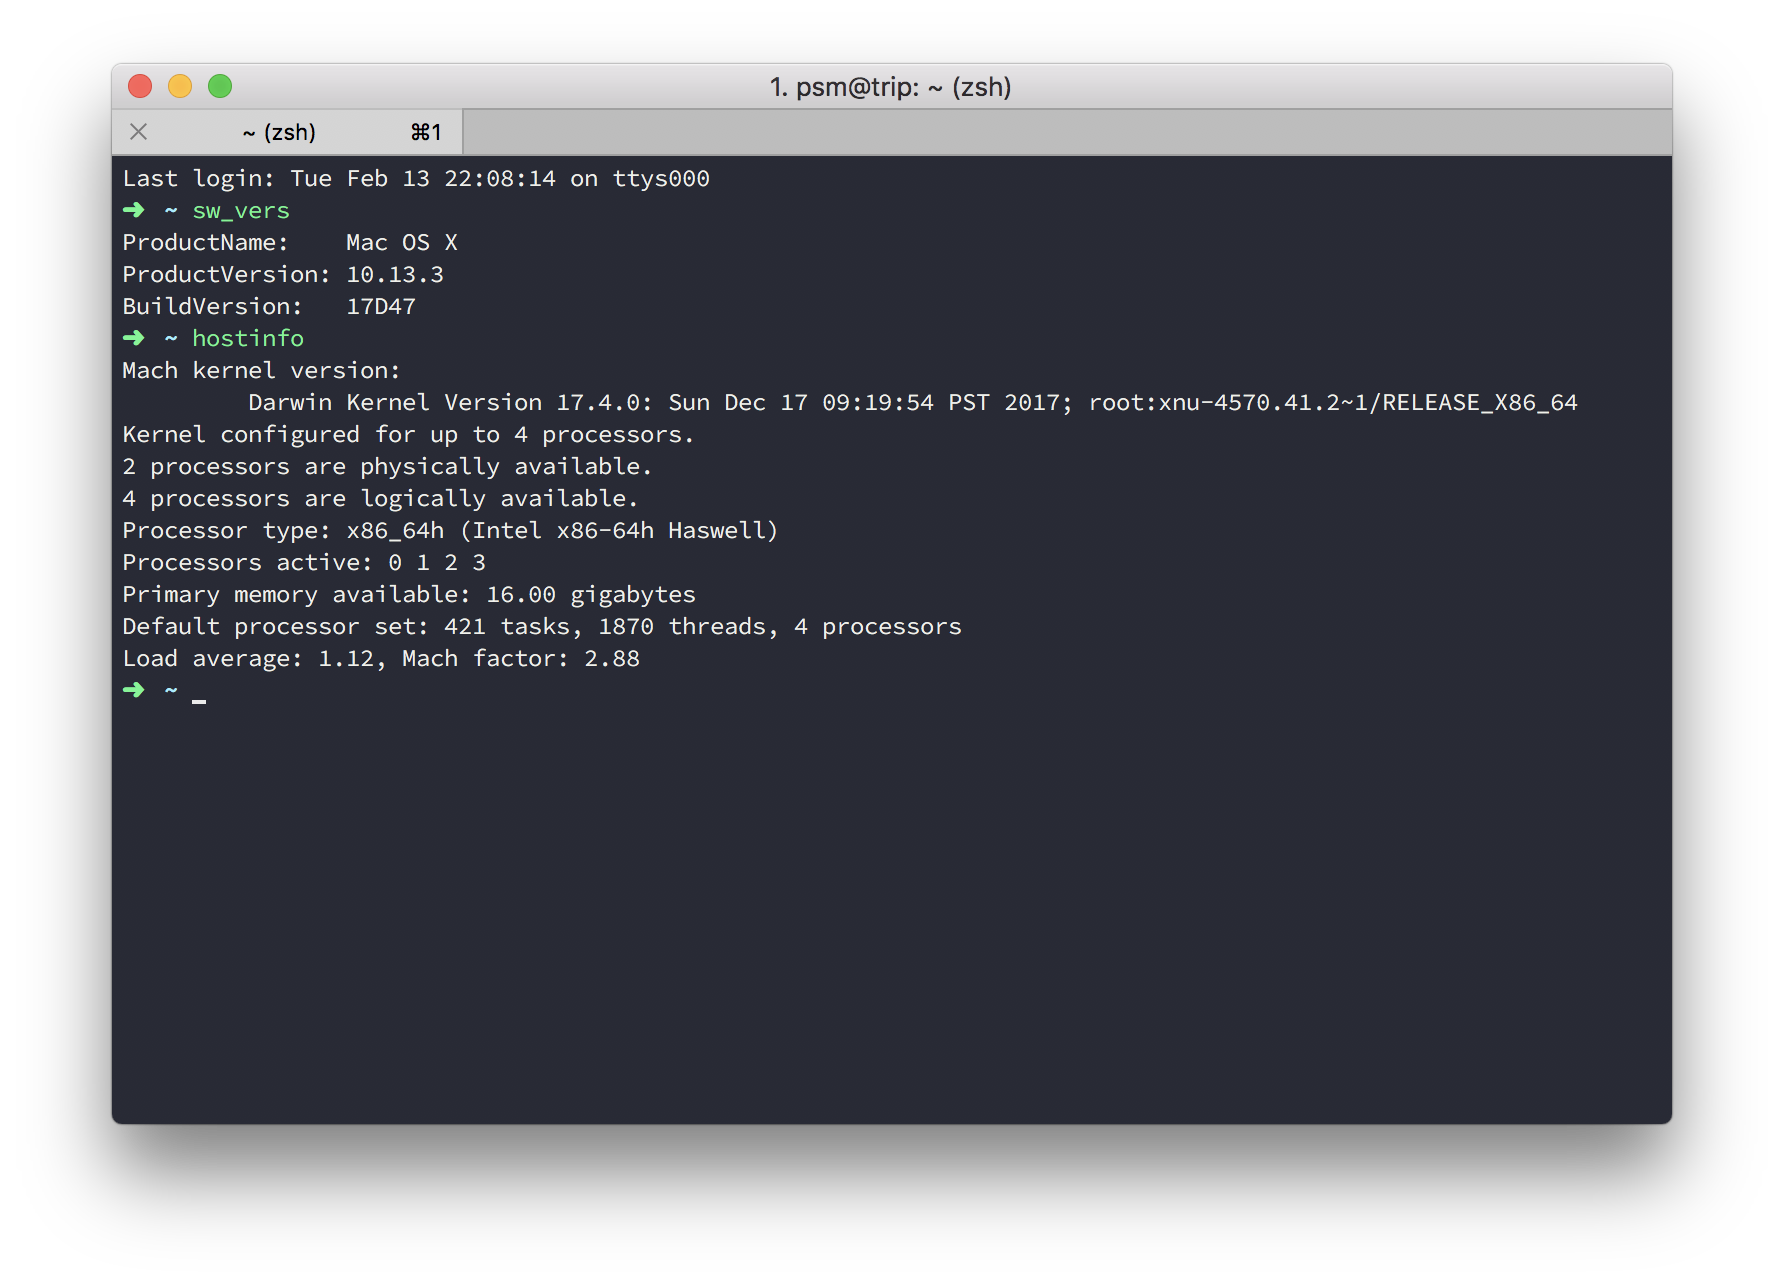 1. psm@trip: ~ (zsh)
~ (zsh) ⌘1
Last login: Tue Feb 13 22:08:14 on ttys000
➜  ~ sw_vers
ProductName:    Mac OS X
ProductVersion: 10.13.3
BuildVersion:   17D47
➜  ~ hostinfo
Mach kernel version:
         Darwin Kernel Version 17.4.0: Sun Dec 17 09:19:54 PST 2017; root:xnu-4570.41.2~1/RELEASE_X86_64
Kernel configured for up to 4 processors.
2 processors are physically available.
4 processors are logically available.
Processor type: x86_64h (Intel x86-64h Haswell)
Processors active: 0 1 2 3
Primary memory available: 16.00 gigabytes
Default processor set: 421 tasks, 1870 threads, 4 processors
Load average: 1.12, Mach factor: 2.88
➜  ~ _